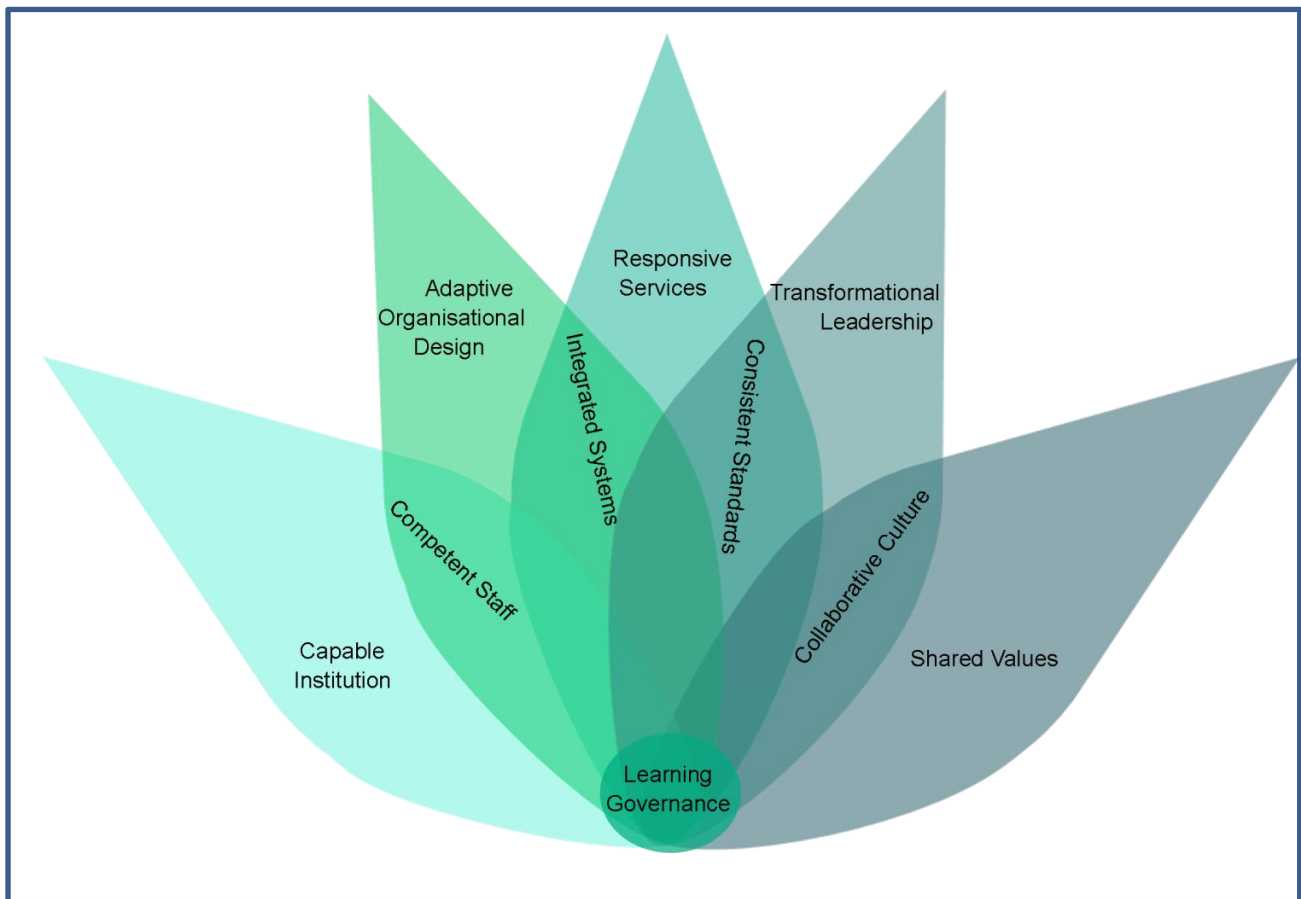 Responsive
Services
Adaptive
Organisational
Design
Transformational
Leadership
Integrated Systems
Consistent Standards
Competent Staff
Collaborative Culture
Capable
Institution
Shared Values
Learning
Governance